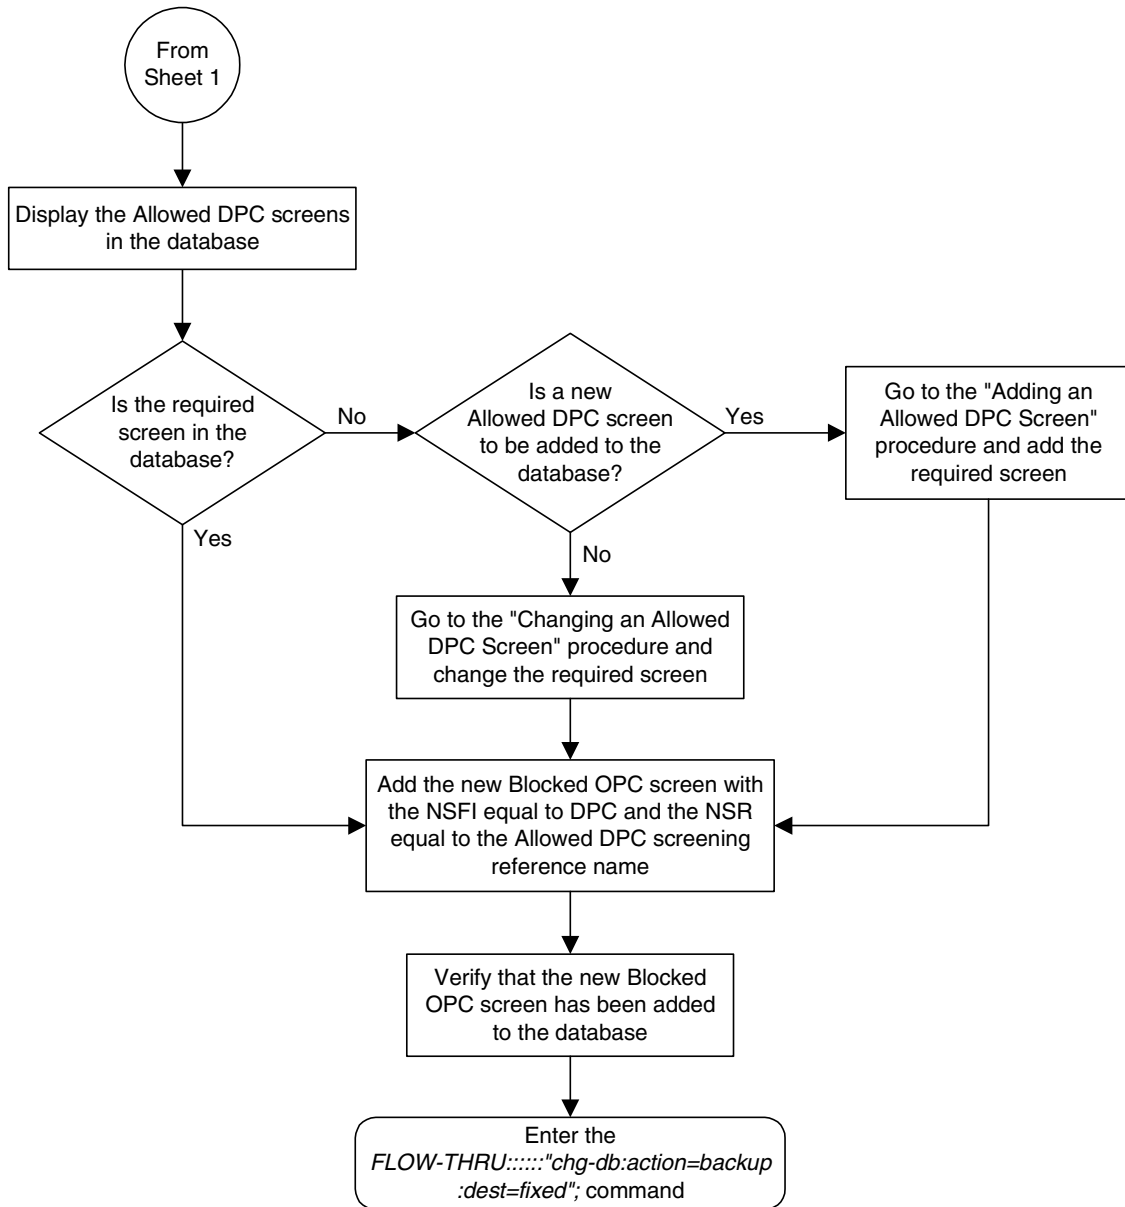 From
Sheet 1
Display the Allowed DPC screens
in the database
Is the required
screen in the
database?
No
Yes
Is a new
Allowed DPC screen
to be added to the
database?
Yes
No
Go to the "Adding an
Allowed DPC Screen"
procedure and add the
required screen
Go to the "Changing an Allowed
DPC Screen" procedure and
change the required screen
Add the new Blocked OPC screen with
the NSFI equal to DPC and the NSR
equal to the Allowed DPC screening
reference name
Verify that the new Blocked
OPC screen has been added
to the database
Enter the
FLOW-THRU::::::"chg-db:action=backup
:dest=fixed"; command